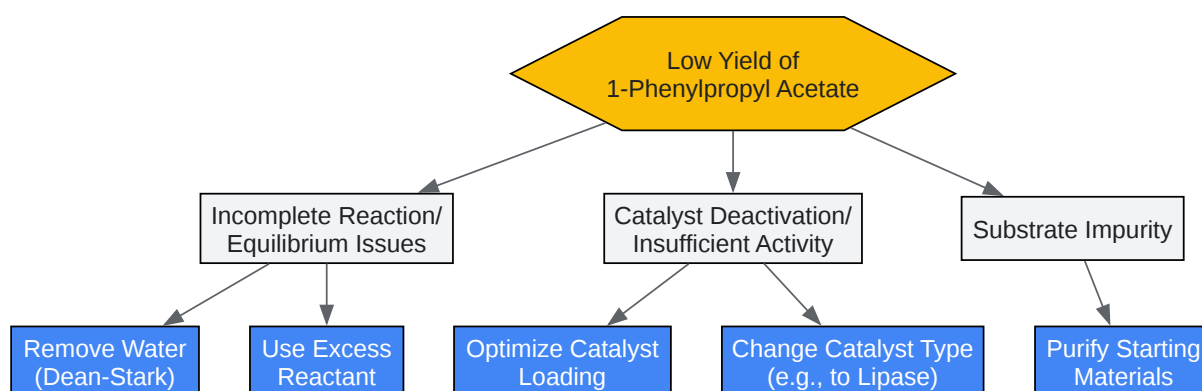 Low Yield of
1-Phenylpropyl Acetate
Incomplete Reaction/
Equilibrium Issues
Catalyst Deactivation/
Insufficient Activity
Substrate Impurity
Remove Water
(Dean-Stark)
Use Excess
Reactant
Optimize Catalyst
Loading
Change Catalyst Type
(e.g., to Lipase)
Purify Starting
Materials